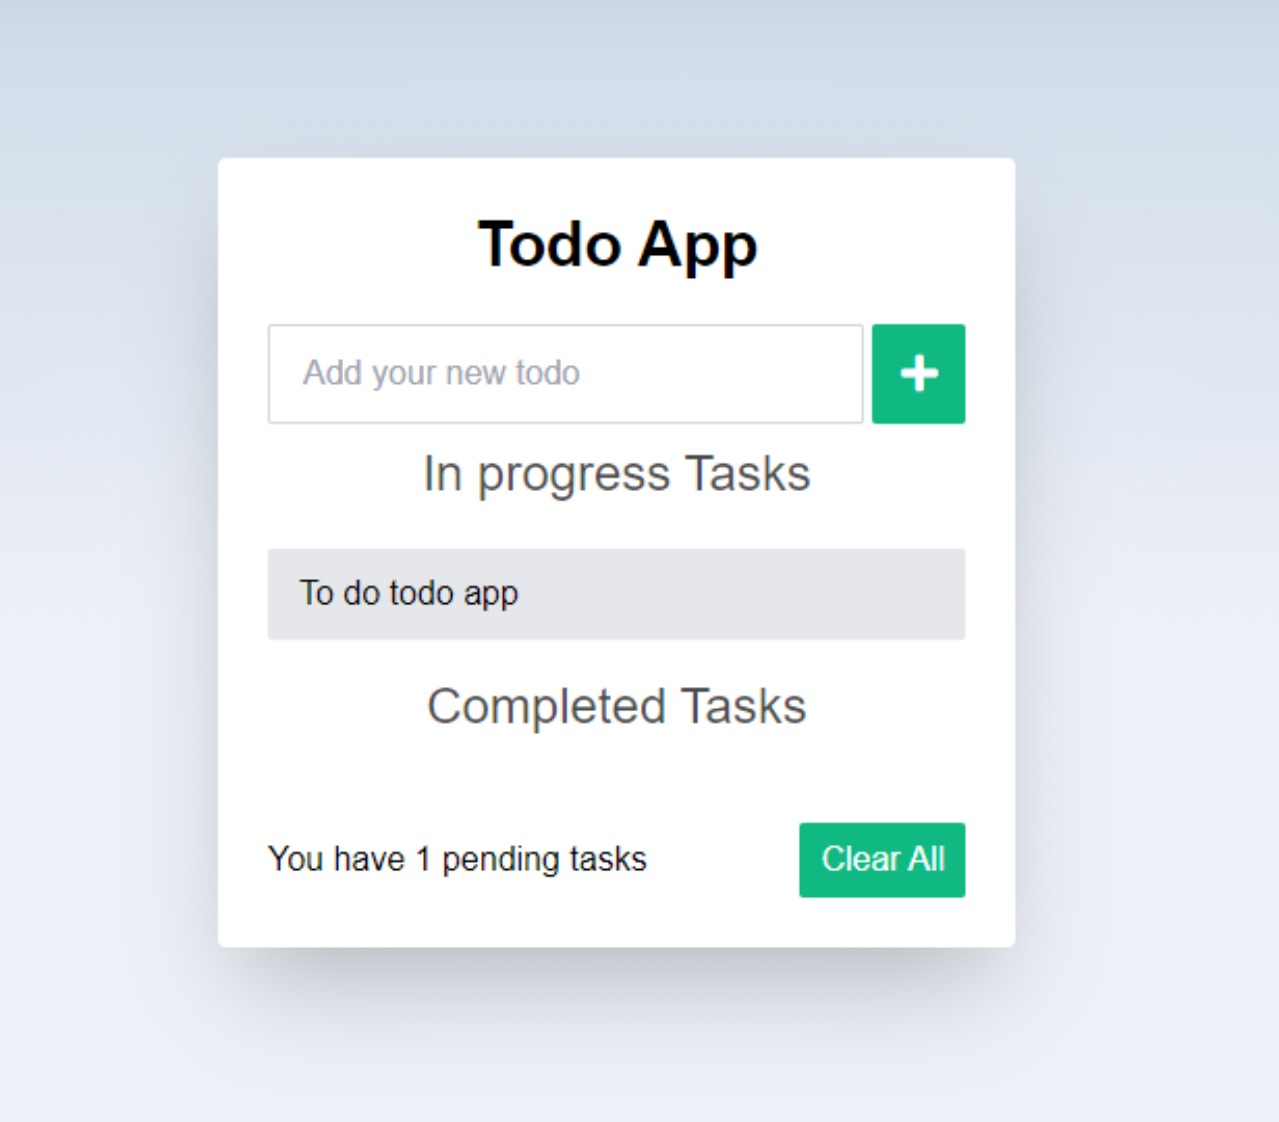 Todo App
Add your new todo
In progress Tasks
To do todo app
Completed Tasks
You have 1 pending tasks
Clear All